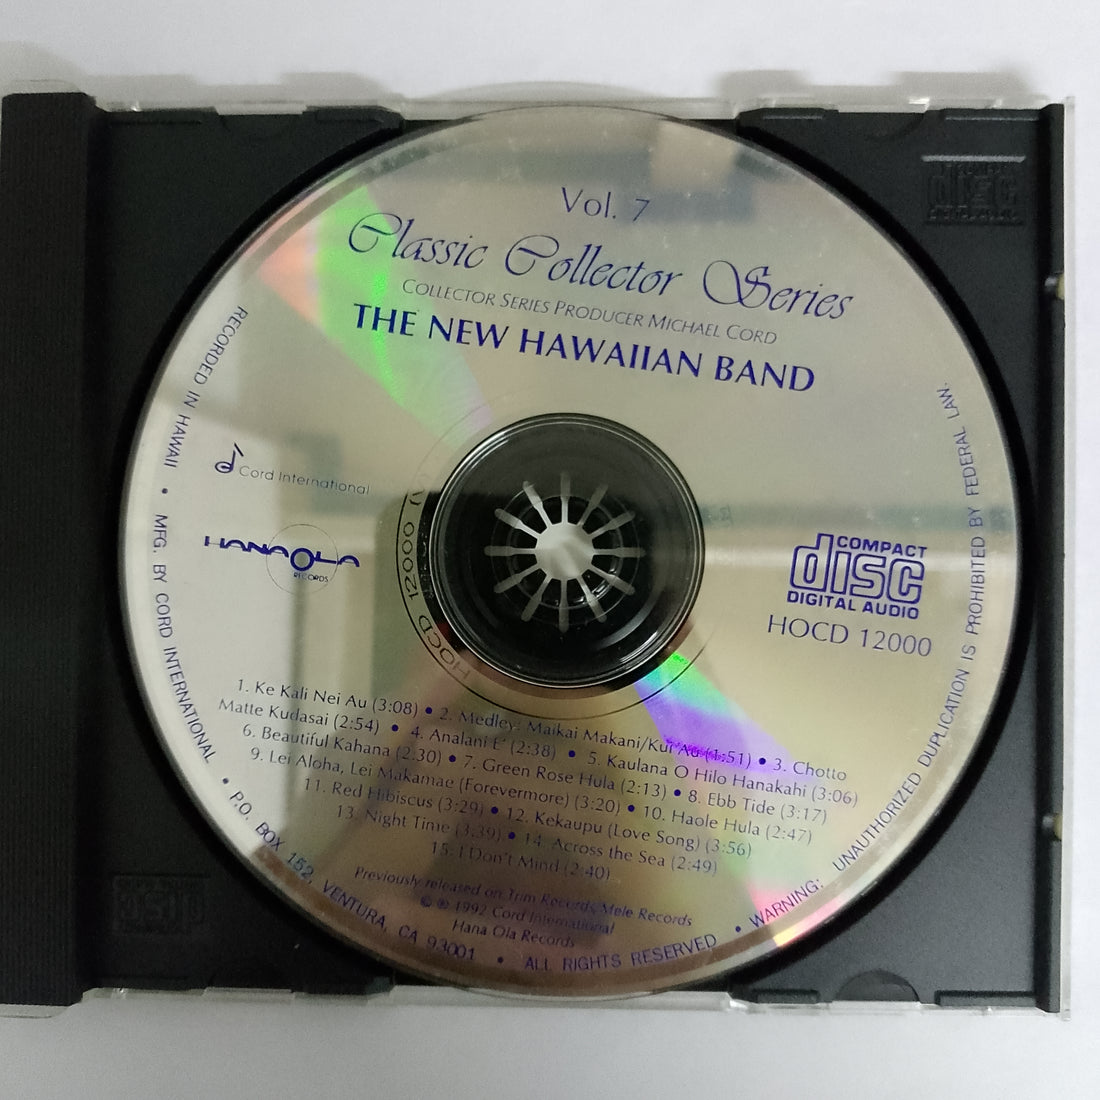 Vol. 7
Classic Collector Series
COLLECTOR SERIES PRODUCER MICHAEL CORD
THE NEW HAWAIIAN BAND
Cord International
HANAOLA
RECORDS
COMPACT
disc
DIGITAL AUDIO
HOCD 12000
HOCD 12000
1. Ke Kali Nei Au (3:08) • 2. Medley: Maikai Makani/Kui Au (1:51) • 3. Chotto
Matte Kudasai (2:54) • 4. Analani E' (2:38) • 5. Kaulana O Hilo Hanakahi (3:06)
6. Beautiful Kahana (2.30) • 7. Green Rose Hula (2:13) • 8. Ebb Tide (3:17)
9. Lei Aloha, Lei Makamae (Forevermore) (3:20) • 10. Haole Hula (2:47)
11. Red Hibiscus (3:29) • 12. Kekaupu (Love Song) (3:56)
13. Night Time (3.39) • 14. Across the Sea (2:49)
15. I Don't Mind (2:40)
Previously released on Trim Records/Mele Records
© ℗ 1992 Cord International
Hana Ola Records
RECORDED IN HAWAII • MFG. BY CORD INTERNATIONAL • P.O. BOX 152, VENTURA, CA 93001 • ALL RIGHTS RESERVED • WARNING: UNAUTHORIZED DUPLICATION IS PROHIBITED BY FEDERAL LAW.